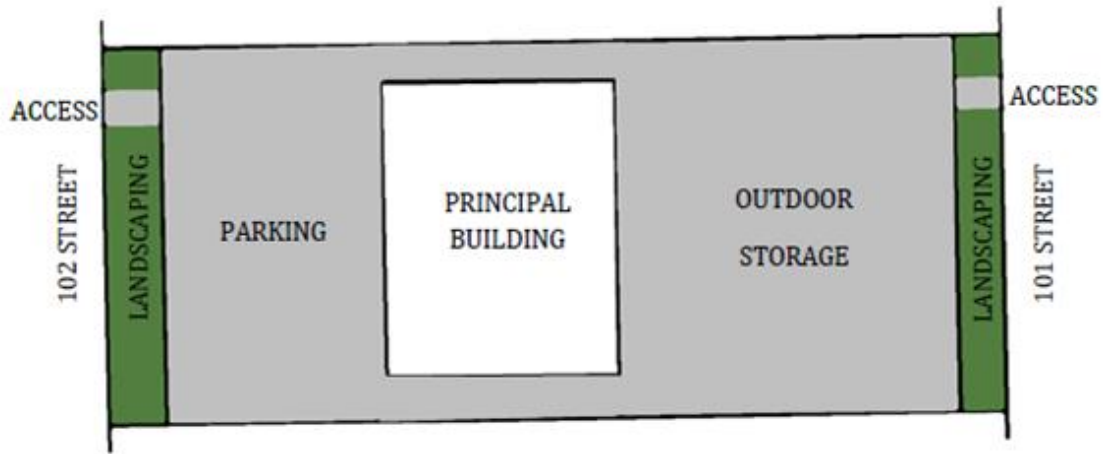 ACCESS
102 STREET
LANDSCAPING
PARKING
PRINCIPAL
BUILDING
OUTDOOR
STORAGE
LANDSCAPING
ACCESS
101 STREET